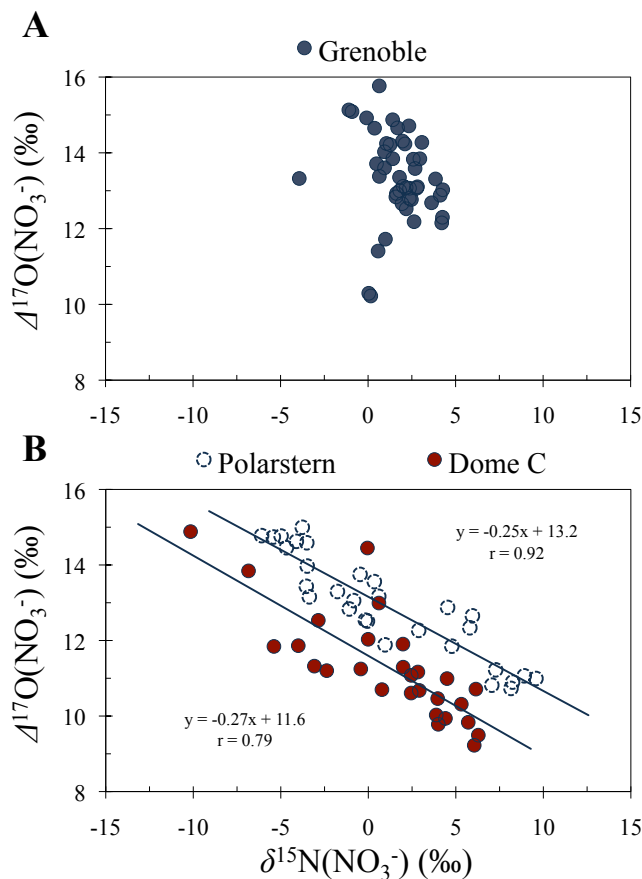 A
Grenoble
16
14
12
10
8
Δ¹⁷O(NO₃⁻) (‰)
-15 -10 -5 0 5 10 15
B
Polarstern Dome C
16
14
12
10
8
Δ¹⁷O(NO₃⁻) (‰)
y = -0.25x + 13.2
r = 0.92
y = -0.27x + 11.6
r = 0.79
-15 -10 -5 0 5 10 15
δ¹⁵N(NO₃⁻) (‰)